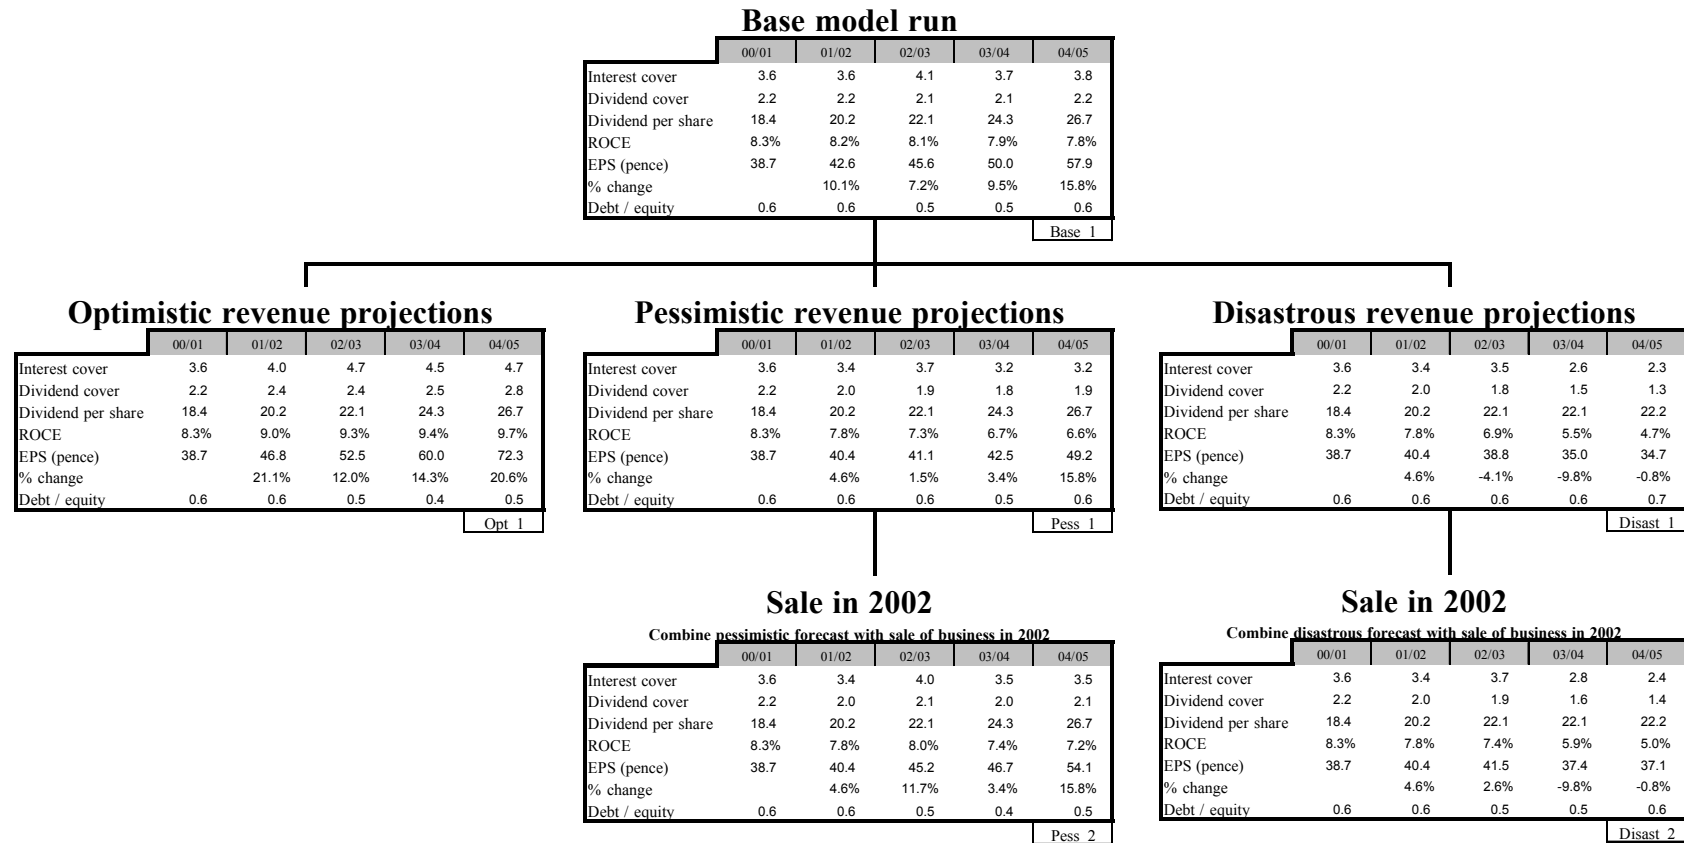 Base model run
00/01 01/02 02/03 03/04 04/05
Interest cover 3.6 3.6 4.1 3.7 3.8
Dividend cover 2.2 2.2 2.1 2.1 2.2
Dividend per share 18.4 20.2 22.1 24.3 26.7
ROCE 8.3% 8.2% 8.1% 7.9% 7.8%
EPS (pence) 38.7 42.6 45.6 50.0 57.9
% change 10.1% 7.2% 9.5% 15.8%
Debt / equity 0.6 0.6 0.5 0.5 0.6
Base 1
Optimistic revenue projections
00/01 01/02 02/03 03/04 04/05
Interest cover 3.6 4.0 4.7 4.5 4.7
Dividend cover 2.2 2.4 2.4 2.5 2.8
Dividend per share 18.4 20.2 22.1 24.3 26.7
ROCE 8.3% 9.0% 9.3% 9.4% 9.7%
EPS (pence) 38.7 46.8 52.5 60.0 72.3
% change 21.1% 12.0% 14.3% 20.6%
Debt / equity 0.6 0.6 0.5 0.4 0.5
Opt 1
Pessimistic revenue projections
00/01 01/02 02/03 03/04 04/05
Interest cover 3.6 3.4 3.7 3.2 3.2
Dividend cover 2.2 2.0 1.9 1.8 1.9
Dividend per share 18.4 20.2 22.1 24.3 26.7
ROCE 8.3% 7.8% 7.3% 6.7% 6.6%
EPS (pence) 38.7 40.4 41.1 42.5 49.2
% change 4.6% 1.5% 3.4% 15.8%
Debt / equity 0.6 0.6 0.6 0.5 0.6
Pess 1
Disastrous revenue projections
00/01 01/02 02/03 03/04 04/05
Interest cover 3.6 3.4 3.5 2.6 2.3
Dividend cover 2.2 2.0 1.8 1.5 1.3
Dividend per share 18.4 20.2 22.1 22.1 22.2
ROCE 8.3% 7.8% 6.9% 5.5% 4.7%
EPS (pence) 38.7 40.4 38.8 35.0 34.7
% change 4.6% -4.1% -9.8% -0.8%
Debt / equity 0.6 0.6 0.6 0.6 0.7
Disast 1
Sale in 2002
Combine pessimistic forecast with sale of business in 2002
00/01 01/02 02/03 03/04 04/05
Interest cover 3.6 3.4 4.0 3.5 3.5
Dividend cover 2.2 2.0 2.1 2.0 2.1
Dividend per share 18.4 20.2 22.1 24.3 26.7
ROCE 8.3% 7.8% 8.0% 7.4% 7.2%
EPS (pence) 38.7 40.4 45.2 46.7 54.1
% change 4.6% 11.7% 3.4% 15.8%
Debt / equity 0.6 0.6 0.5 0.4 0.5
Pess 2
Sale in 2002
Combine disastrous forecast with sale of business in 2002
00/01 01/02 02/03 03/04 04/05
Interest cover 3.6 3.4 3.7 2.8 2.4
Dividend cover 2.2 2.0 1.9 1.6 1.4
Dividend per share 18.4 20.2 22.1 22.1 22.2
ROCE 8.3% 7.8% 7.4% 5.9% 5.0%
EPS (pence) 38.7 40.4 41.5 37.4 37.1
% change 4.6% 2.6% -9.8% -0.8%
Debt / equity 0.6 0.6 0.5 0.5 0.6
Disast 2